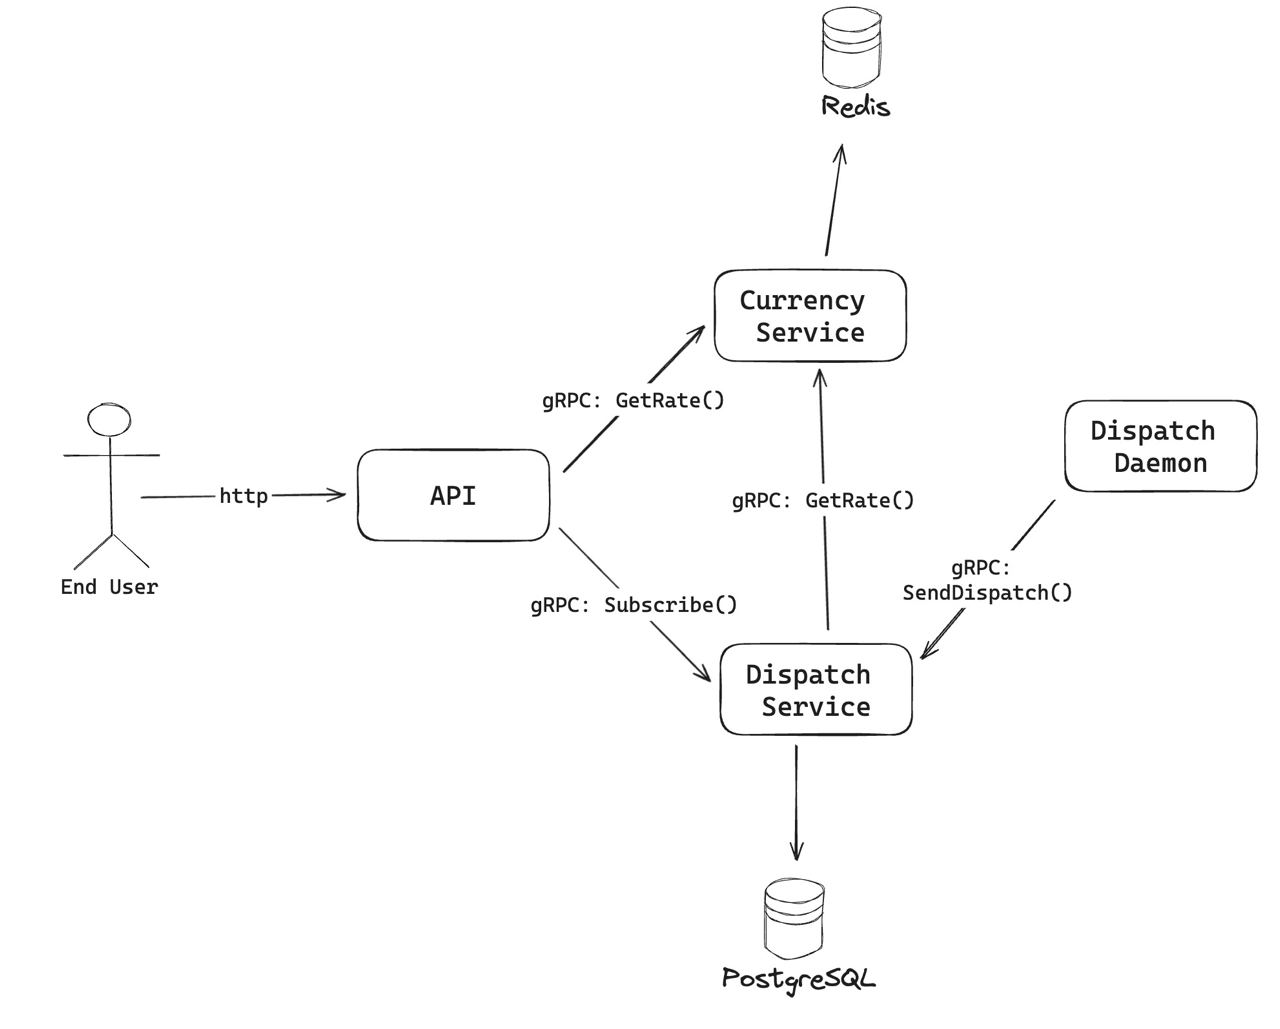 Redis
Currency
Service
gRPC: GetRate()
Dispatch
Daemon
http
API
gRPC: GetRate()
End User
gRPC:
SendDispatch()
gRPC: Subscribe()
Dispatch
Service
PostgreSQL